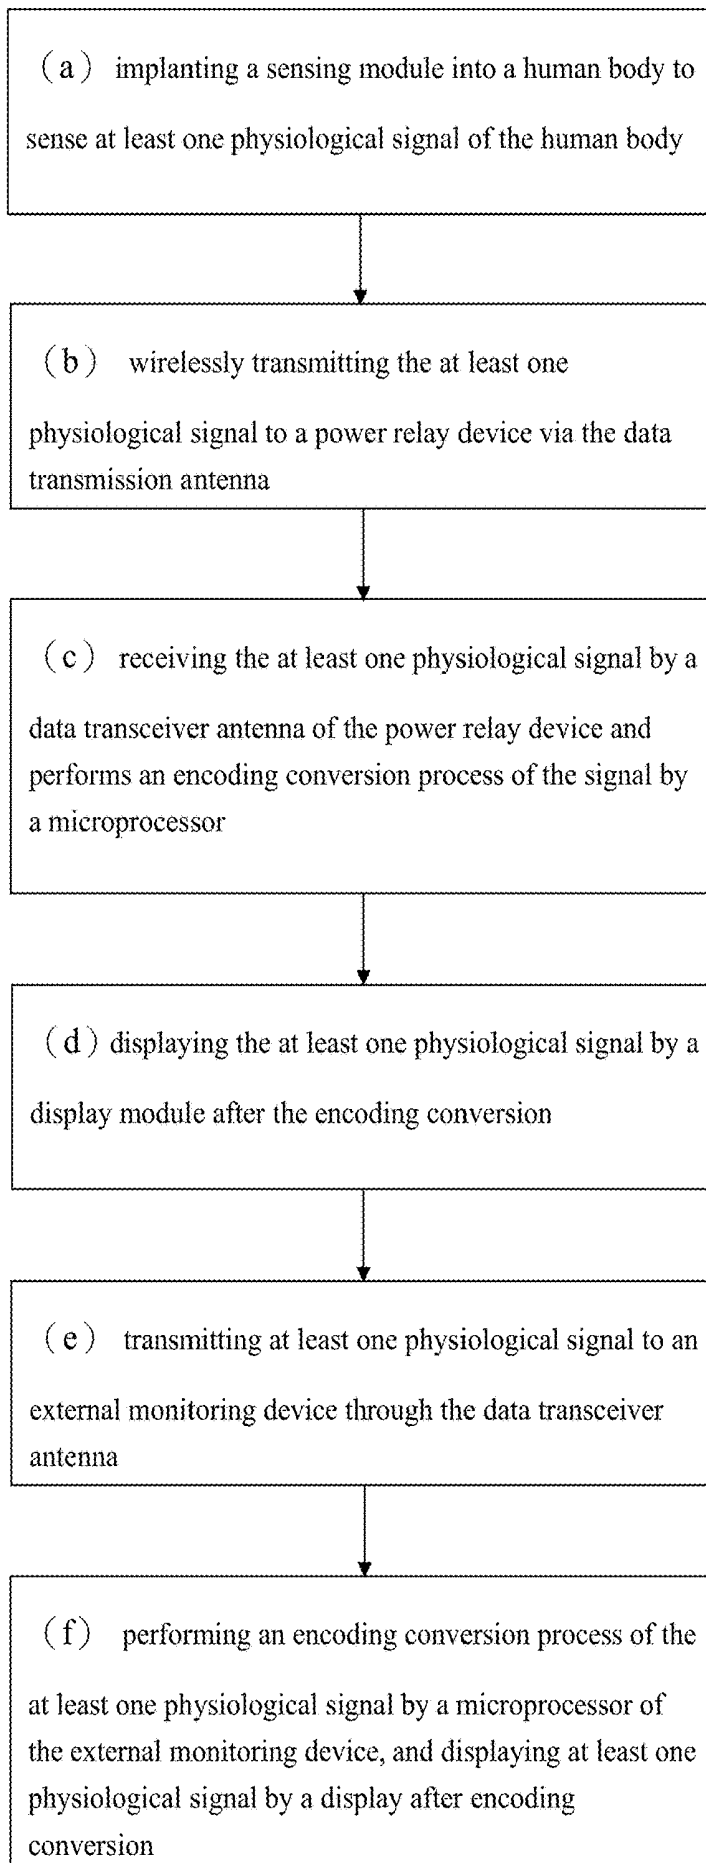 （a） implanting a sensing module into a human body to
sense at least one physiological signal of the human body
（b） wirelessly transmitting the at least one
physiological signal to a power relay device via the data
transmission antenna
（c） receiving the at least one physiological signal by a
data transceiver antenna of the power relay device and
performs an encoding conversion process of the signal by
a microprocessor
（d）displaying the at least one physiological signal by a
display module after the encoding conversion
（e） transmitting at least one physiological signal to an
external monitoring device through the data transceiver
antenna
（f） performing an encoding conversion process of the
at least one physiological signal by a microprocessor of
the external monitoring device, and displaying at least one
physiological signal by a display after encoding
conversion